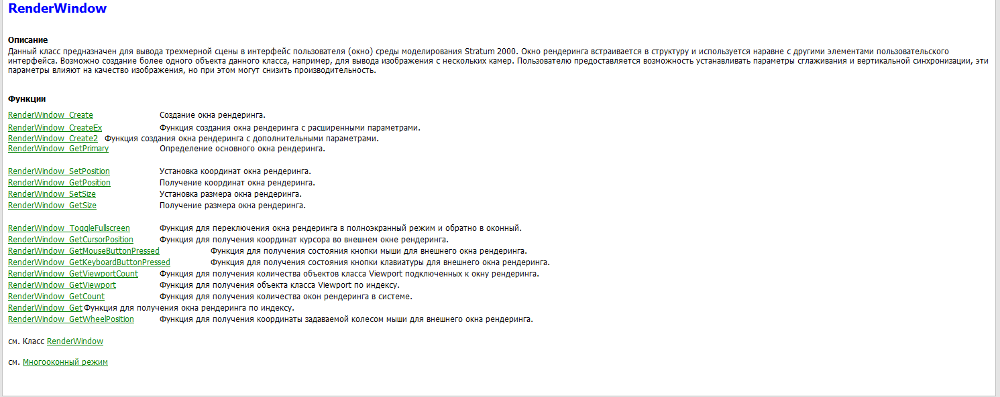 RenderWindow
Описание
Данный класс предназначен для вывода трехмерной сцены в интерфейс пользователя (окно) среды моделирования Stratum 2000. Окно рендеринга встраивается в структуру и используется наравне с другими элементами пользовательского
интерфейса. Возможно создание более одного объекта данного класса, например, для вывода изображения с нескольких камер. Пользователю предоставляется возможность устанавливать параметры сглаживания и вертикальной синхронизации, эти
параметры влияют на качество изображения, но при этом могут снизить производительность.
Функции
RenderWindow_Create Создание окна рендеринга.
RenderWindow_CreateEx Функция создания окна рендеринга с расширенными параметрами.
RenderWindow_Create2 Функция создания окна рендеринга с дополнительными параметрами.
RenderWindow_GetPrimary Определение основного окна рендеринга.
RenderWindow_SetPosition Установка координат окна рендеринга.
RenderWindow_GetPosition Получение координат окна рендеринга.
RenderWindow_SetSize Установка размера окна рендеринга.
RenderWindow_GetSize Получение размера окна рендеринга.
RenderWindow_ToggleFullscreen Функция для переключения окна рендеринга в полноэкранный режим и обратно в оконный.
RenderWindow_GetCursorPosition Функция для получения координат курсора во внешнем окне рендеринга.
RenderWindow_GetMouseButtonPressed Функция для получения состояния кнопки мыши для внешнего окна рендеринга.
RenderWindow_GetKeyboardButtonPressed Функция для получения состояния кнопки клавиатуры для внешнего окна рендеринга.
RenderWindow_GetViewportCount Функция для получения количества объектов класса Viewport подключенных к окну рендеринга.
RenderWindow_GetViewport Функция для получения объекта класса Viewport по индексу.
RenderWindow_GetCount Функция для получения количества окон рендеринга в системе.
RenderWindow_Get Функция для получения окна рендеринга по индексу.
RenderWindow_GetWheelPosition Функция для получения координаты задаваемой колесом мыши для внешнего окна рендеринга.
см. Класс RenderWindow
см. Многооконный режим